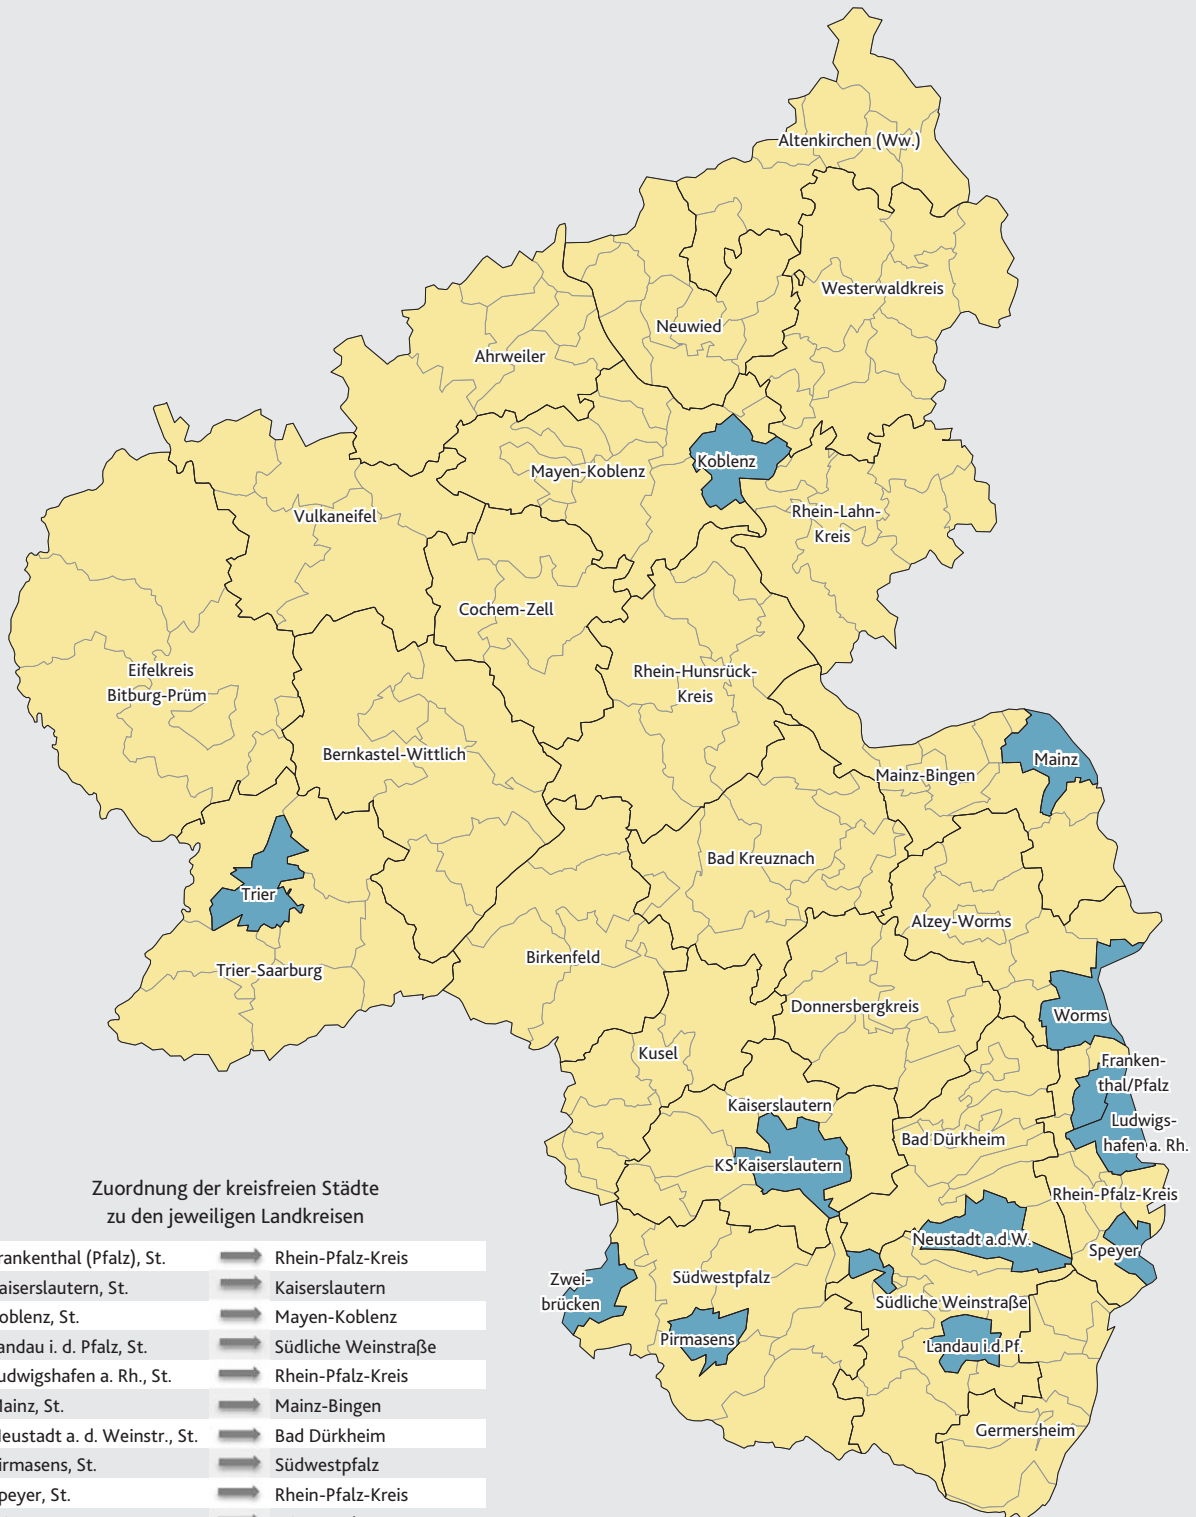 Altenkirchen (Ww.)
Westerwaldkreis
Neuwied
Ahrweiler
Koblenz
Mayen-Koblenz
Rhein-Lahn-
Kreis
Vulkaneifel
Cochem-Zell
Eifelkreis
Bitburg-Prüm
Rhein-Hunsrück-
Kreis
Bernkastel-Wittlich
Mainz
Mainz-Bingen
Bad Kreuznach
Trier
Alzey-Worms
Birkenfeld
Trier-Saarburg
Donnersbergkreis
Worms
Kusel
Franken-
thal/Pfalz
Kaiserslautern
Ludwigs-
hafen a. Rh.
Bad Dürkheim
KS Kaiserslautern
Rhein-Pfalz-Kreis
Neustadt a.d.W.
Speyer
Südwestpfalz
Zwei-
brücken
Südliche Weinstraße
Pirmasens
Landau i.d.Pf.
Germersheim
Zuordnung der kreisfreien Städte
zu den jeweiligen Landkreisen
rankenthal (Pfalz), St. Rhein-Pfalz-Kreis
aiserslautern, St. Kaiserslautern
oblenz, St. Mayen-Koblenz
andau i. d. Pfalz, St. Südliche Weinstraße
udwigshafen a. Rh., St. Rhein-Pfalz-Kreis
Mainz, St. Mainz-Bingen
Neustadt a. d. Weinstr., St. Bad Dürkheim
irmasens, St. Südwestpfalz
peyer, St. Rhein-Pfalz-Kreis